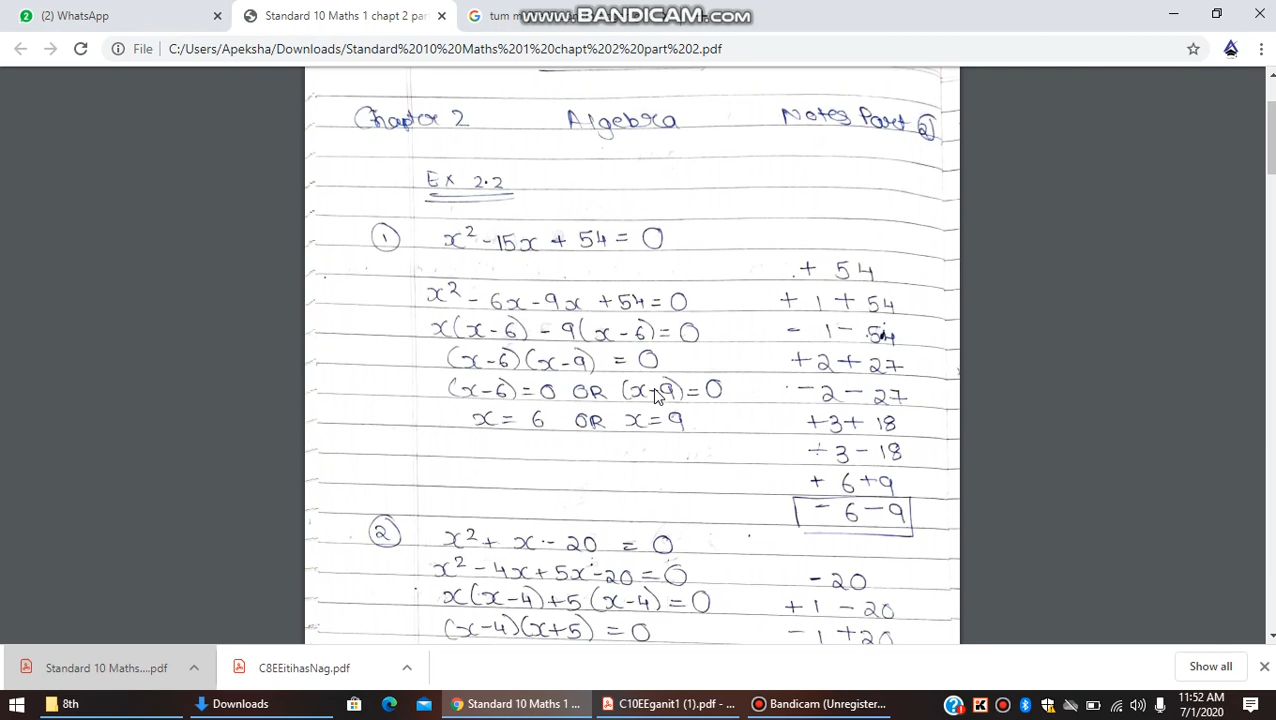 (2) WhatsApp
Standard 10 Maths 1 chapt 2 part
tum m
www.BANDICAM.com
File
C:/Users/Apeksha/Downloads/Standard%2010%20Maths%201%20chapt%202%20part%202.pdf
Chapter 2 Algebra Notes Part 2
Ex 2.2
1 x² - 15x + 54 = 0
+ 54
x² - 6x - 9x + 54 = 0 + 1 + 54
x(x-6) - 9(x-6) = 0 - 1 - 54
(x-6)(x-9) = 0 +2 + 27
(x-6) = 0 OR (x-9) = 0 - 2 - 27
x = 6 OR x = 9 +3 + 18
- 3 - 18
+ 6 + 9
- 6 - 9
2 x² + x - 20 = 0
x² - 4x + 5x - 20 = 0 - 20
x(x-4) + 5(x-4) = 0 + 1 - 20
(x-4)(x+5) = 0 - 1 + 20
Standard 10 Maths....pdf
C8EEitihasNag.pdf
Show all
8th
Downloads
Standard 10 Maths 1 ...
C10EEganit1 (1).pdf - ...
Bandicam (Unregister...
11:52 AM
7/1/2020